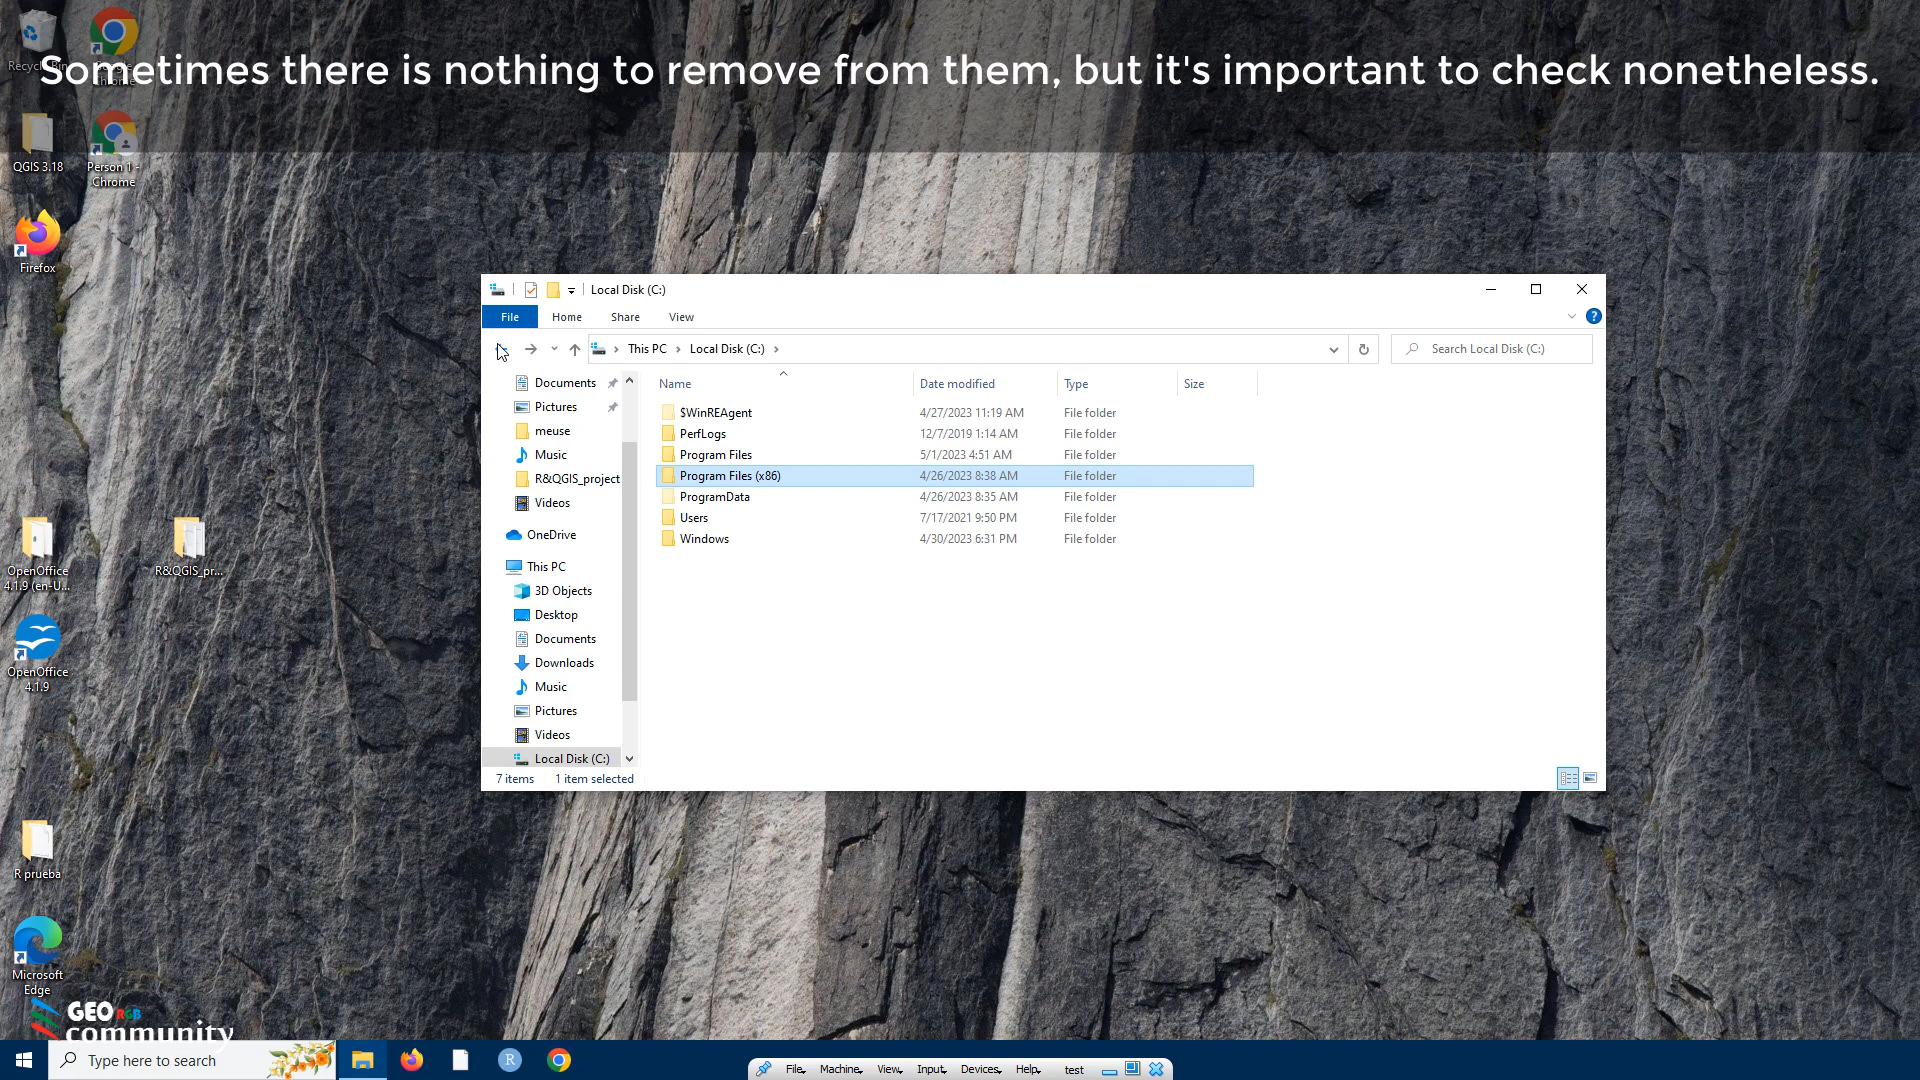 Sometimes there is nothing to remove from them, but it's important to check nonetheless.
QGIS 3.18
Person 1 -
Chrome
Firefox
OpenOffice
4.1.9 (en-U...
R&QGIS_pr...
OpenOffice
4.1.9
R prueba
Microsoft
Edge
GEO RGB
community
Local Disk (C:)
File Home Share View
This PC Local Disk (C:)
Search Local Disk (C:)
Name Date modified Type Size
$WinREAgent 4/27/2023 11:19 AM File folder
PerfLogs 12/7/2019 1:14 AM File folder
Program Files 5/1/2023 4:51 AM File folder
Program Files (x86) 4/26/2023 8:38 AM File folder
ProgramData 4/26/2023 8:35 AM File folder
Users 7/17/2021 9:50 PM File folder
Windows 4/30/2023 6:31 PM File folder
Documents
Pictures
meuse
Music
R&QGIS_project
Videos
OneDrive
This PC
3D Objects
Desktop
Documents
Downloads
Music
Pictures
Videos
Local Disk (C:)
7 items 1 item selected
Type here to search
File Machine View Input Devices Help test